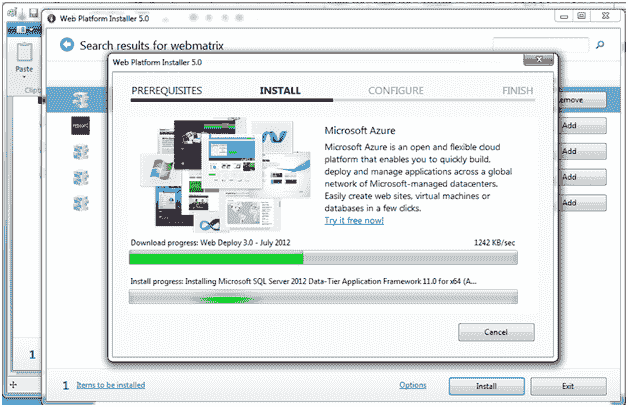 Web Platform Installer 5.0
Search results for webmatrix
Paste
Web Platform Installer 5.0
PREREQUISITES INSTALL CONFIGURE FINISH
Microsoft Azure
Microsoft Azure is an open and flexible cloud
platform that enables you to quickly build,
deploy and manage applications across a global
network of Microsoft-managed datacenters.
Easily create web sites, virtual machines or
databases in a few clicks.
Try it free now!
Download progress: Web Deploy 3.0 - July 2012 1242 KB/sec
Install progress: Installing Microsoft SQL Server 2012 Data-Tier Application Framework 11.0 for x64 (A...
Cancel
Add
Add
Add
Add
1
1 Items to be installed Options Install Exit